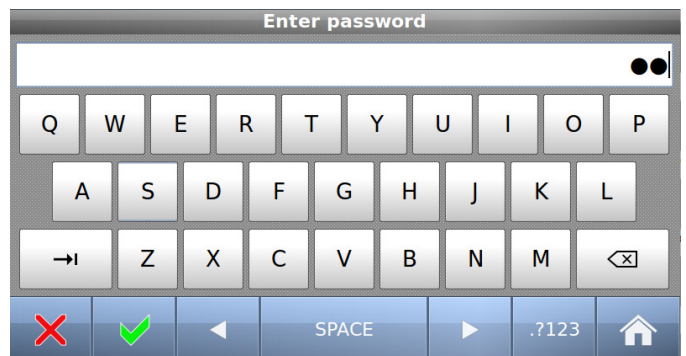 Enter password
●●
Q W E R T Y U I O P
A S D F G H J K L
Z X C V B N M
SPACE .?123